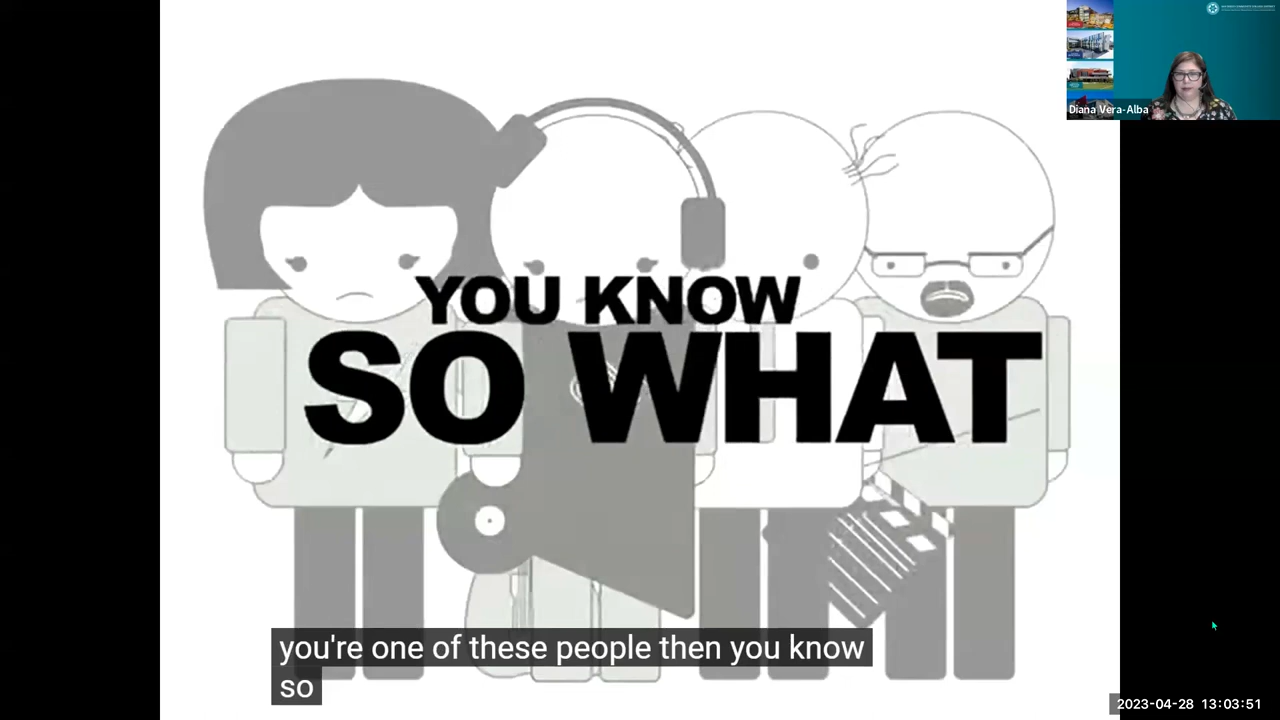 Diana Vera-Alba
YOU KNOW
SO WHAT
you're one of these people then you know
so
2023-04-28 13:03:51